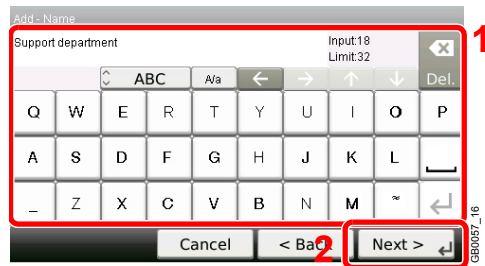 Add - Name
Support department
Input:18
Limit:32
ABC A/a ← → ↑ ↓ Del.
Q W E R T Y U I O P
A S D F G H J K L
_ Z X C V B N M ~
Cancel < Back Next >
1
2
GB0057_16